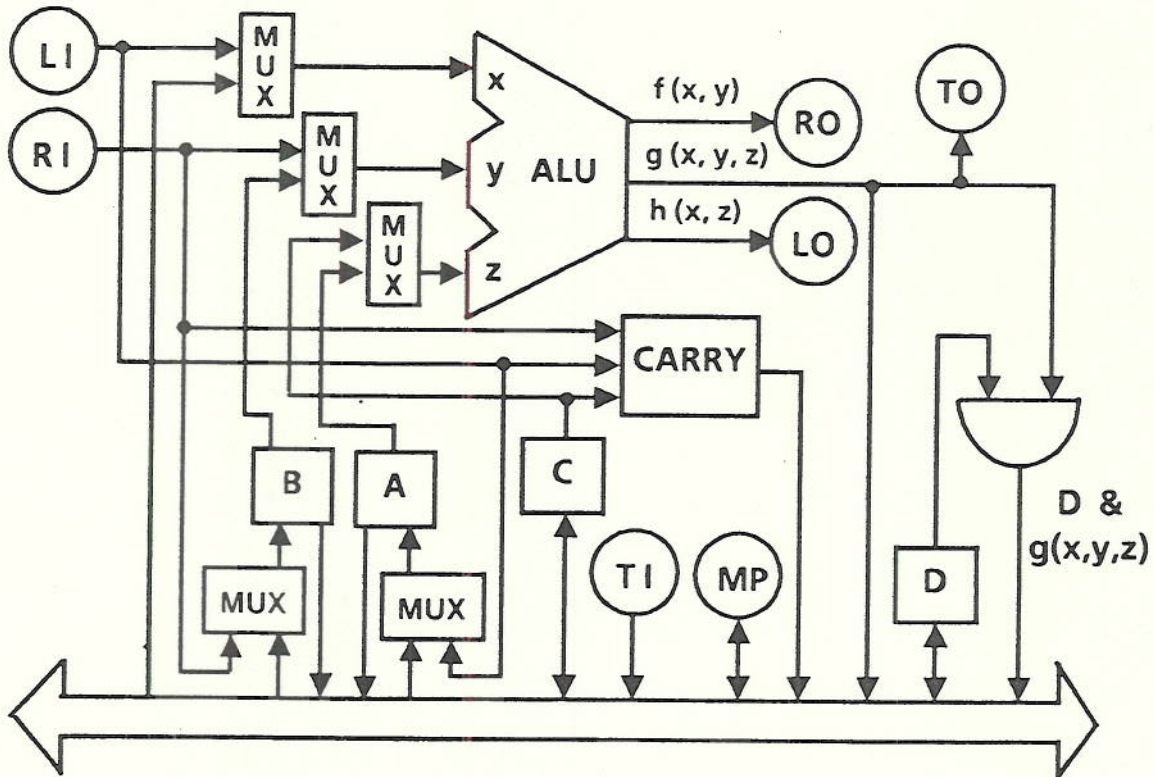 LI
MUX
RI
MUX
MUX
x
y
z
ALU
f (x, y)
g (x, y, z)
h (x, z)
RO
TO
LO
CARRY
B
A
C
TI
MP
D
D &
g(x,y,z)
MUX
MUX